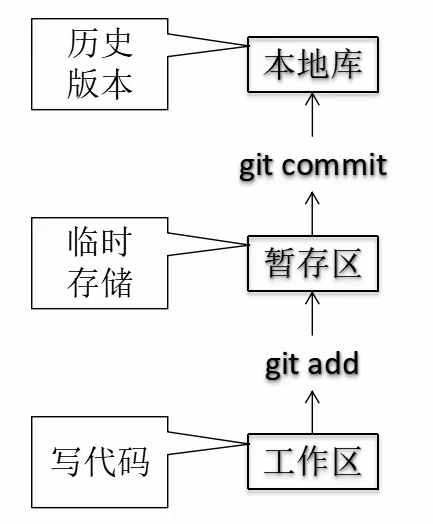 历史
版本
本地库
git commit
临时
存储
暂存区
git add
写代码
工作区